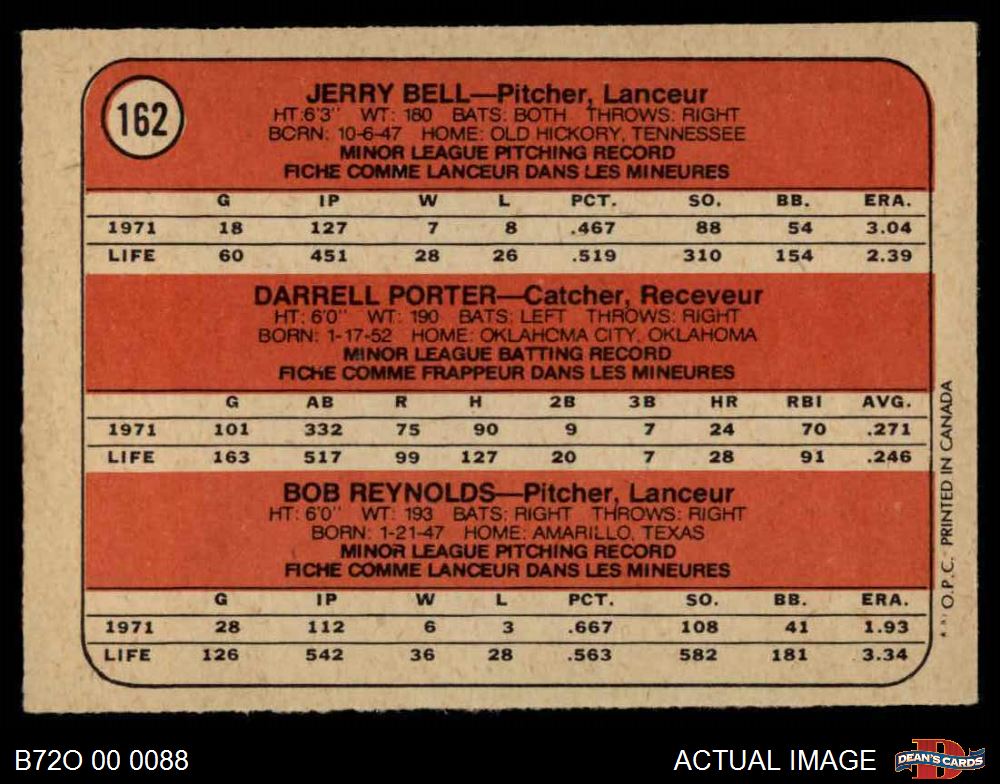 162
JERRY BELL—Pitcher, Lanceur
HT:6'3" WT: 180 BATS: BOTH THROWS: RIGHT
BORN: 10-6-47 HOME: OLD HICKORY, TENNESSEE
MINOR LEAGUE PITCHING RECORD
FICHE COMME LANCEUR DANS LES MINEURES
G IP W L PCT. SO. BB. ERA.
1971 18 127 7 8 .467 88 54 3.04
LIFE 60 451 28 26 .519 310 154 2.39
DARRELL PORTER—Catcher, Receveur
HT: 6'0" WT: 190 BATS: LEFT THROWS: RIGHT
BORN: 1-17-52 HOME: OKLAHOMA CITY, OKLAHOMA
MINOR LEAGUE BATTING RECORD
FICHE COMME FRAPPEUR DANS LES MINEURES
G AB R H 2B 3B HR RBI AVG.
1971 101 332 75 90 9 7 24 70 .271
LIFE 163 517 99 127 20 7 28 91 .246
BOB REYNOLDS—Pitcher, Lanceur
HT: 6'0" WT: 193 BATS: RIGHT THROWS: RIGHT
BORN: 1-21-47 HOME: AMARILLO, TEXAS
MINOR LEAGUE PITCHING RECORD
FICHE COMME LANCEUR DANS LES MINEURES
G IP W L PCT. SO. BB. ERA.
1971 28 112 6 3 .667 108 41 1.93
LIFE 126 542 36 28 .563 582 181 3.34
* * O.P.C. PRINTED IN CANADA
B72O 00 0088
ACTUAL IMAGE
D
DEAN'S CARDS